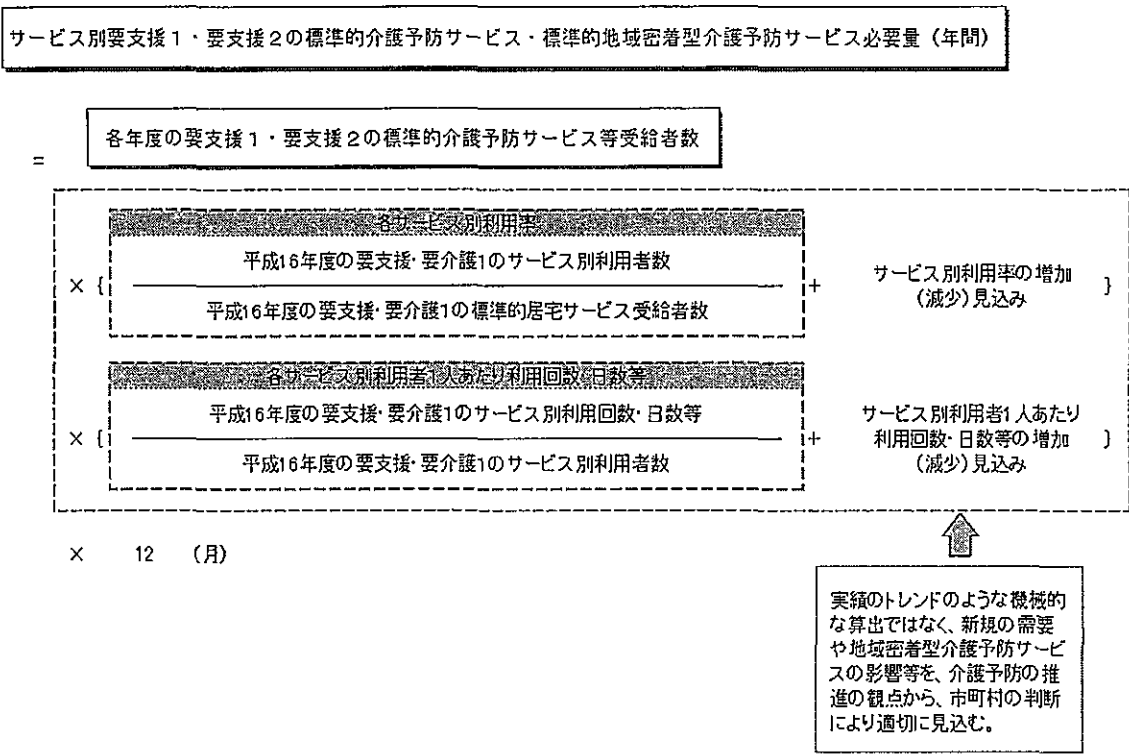 サービス別要支援1・要支援2の標準的介護予防サービス・標準的地域密着型介護予防サービス必要量（年間）
各年度の要支援1・要支援2の標準的介護予防サービス等受給者数
＝
各サービス別利用率
平成16年度の要支援・要介護1のサービス別利用者数
× {
平成16年度の要支援・要介護1の標準的居宅サービス受給者数
+
サービス別利用率の増加
（減少）見込み
}
各サービス別利用者1人あたり利用回数・日数等
平成16年度の要支援・要介護1のサービス別利用回数・日数等
× {
平成16年度の要支援・要介護1のサービス別利用者数
+
サービス別利用者1人あたり
利用回数・日数等の増加
（減少）見込み
}
× 12 （月）
実績のトレンドのような機械的
な算出ではなく、新規の需要
や地域密着型介護予防サービ
スの影響等を、介護予防の推
進の観点から、市町村の判断
により適切に見込む。